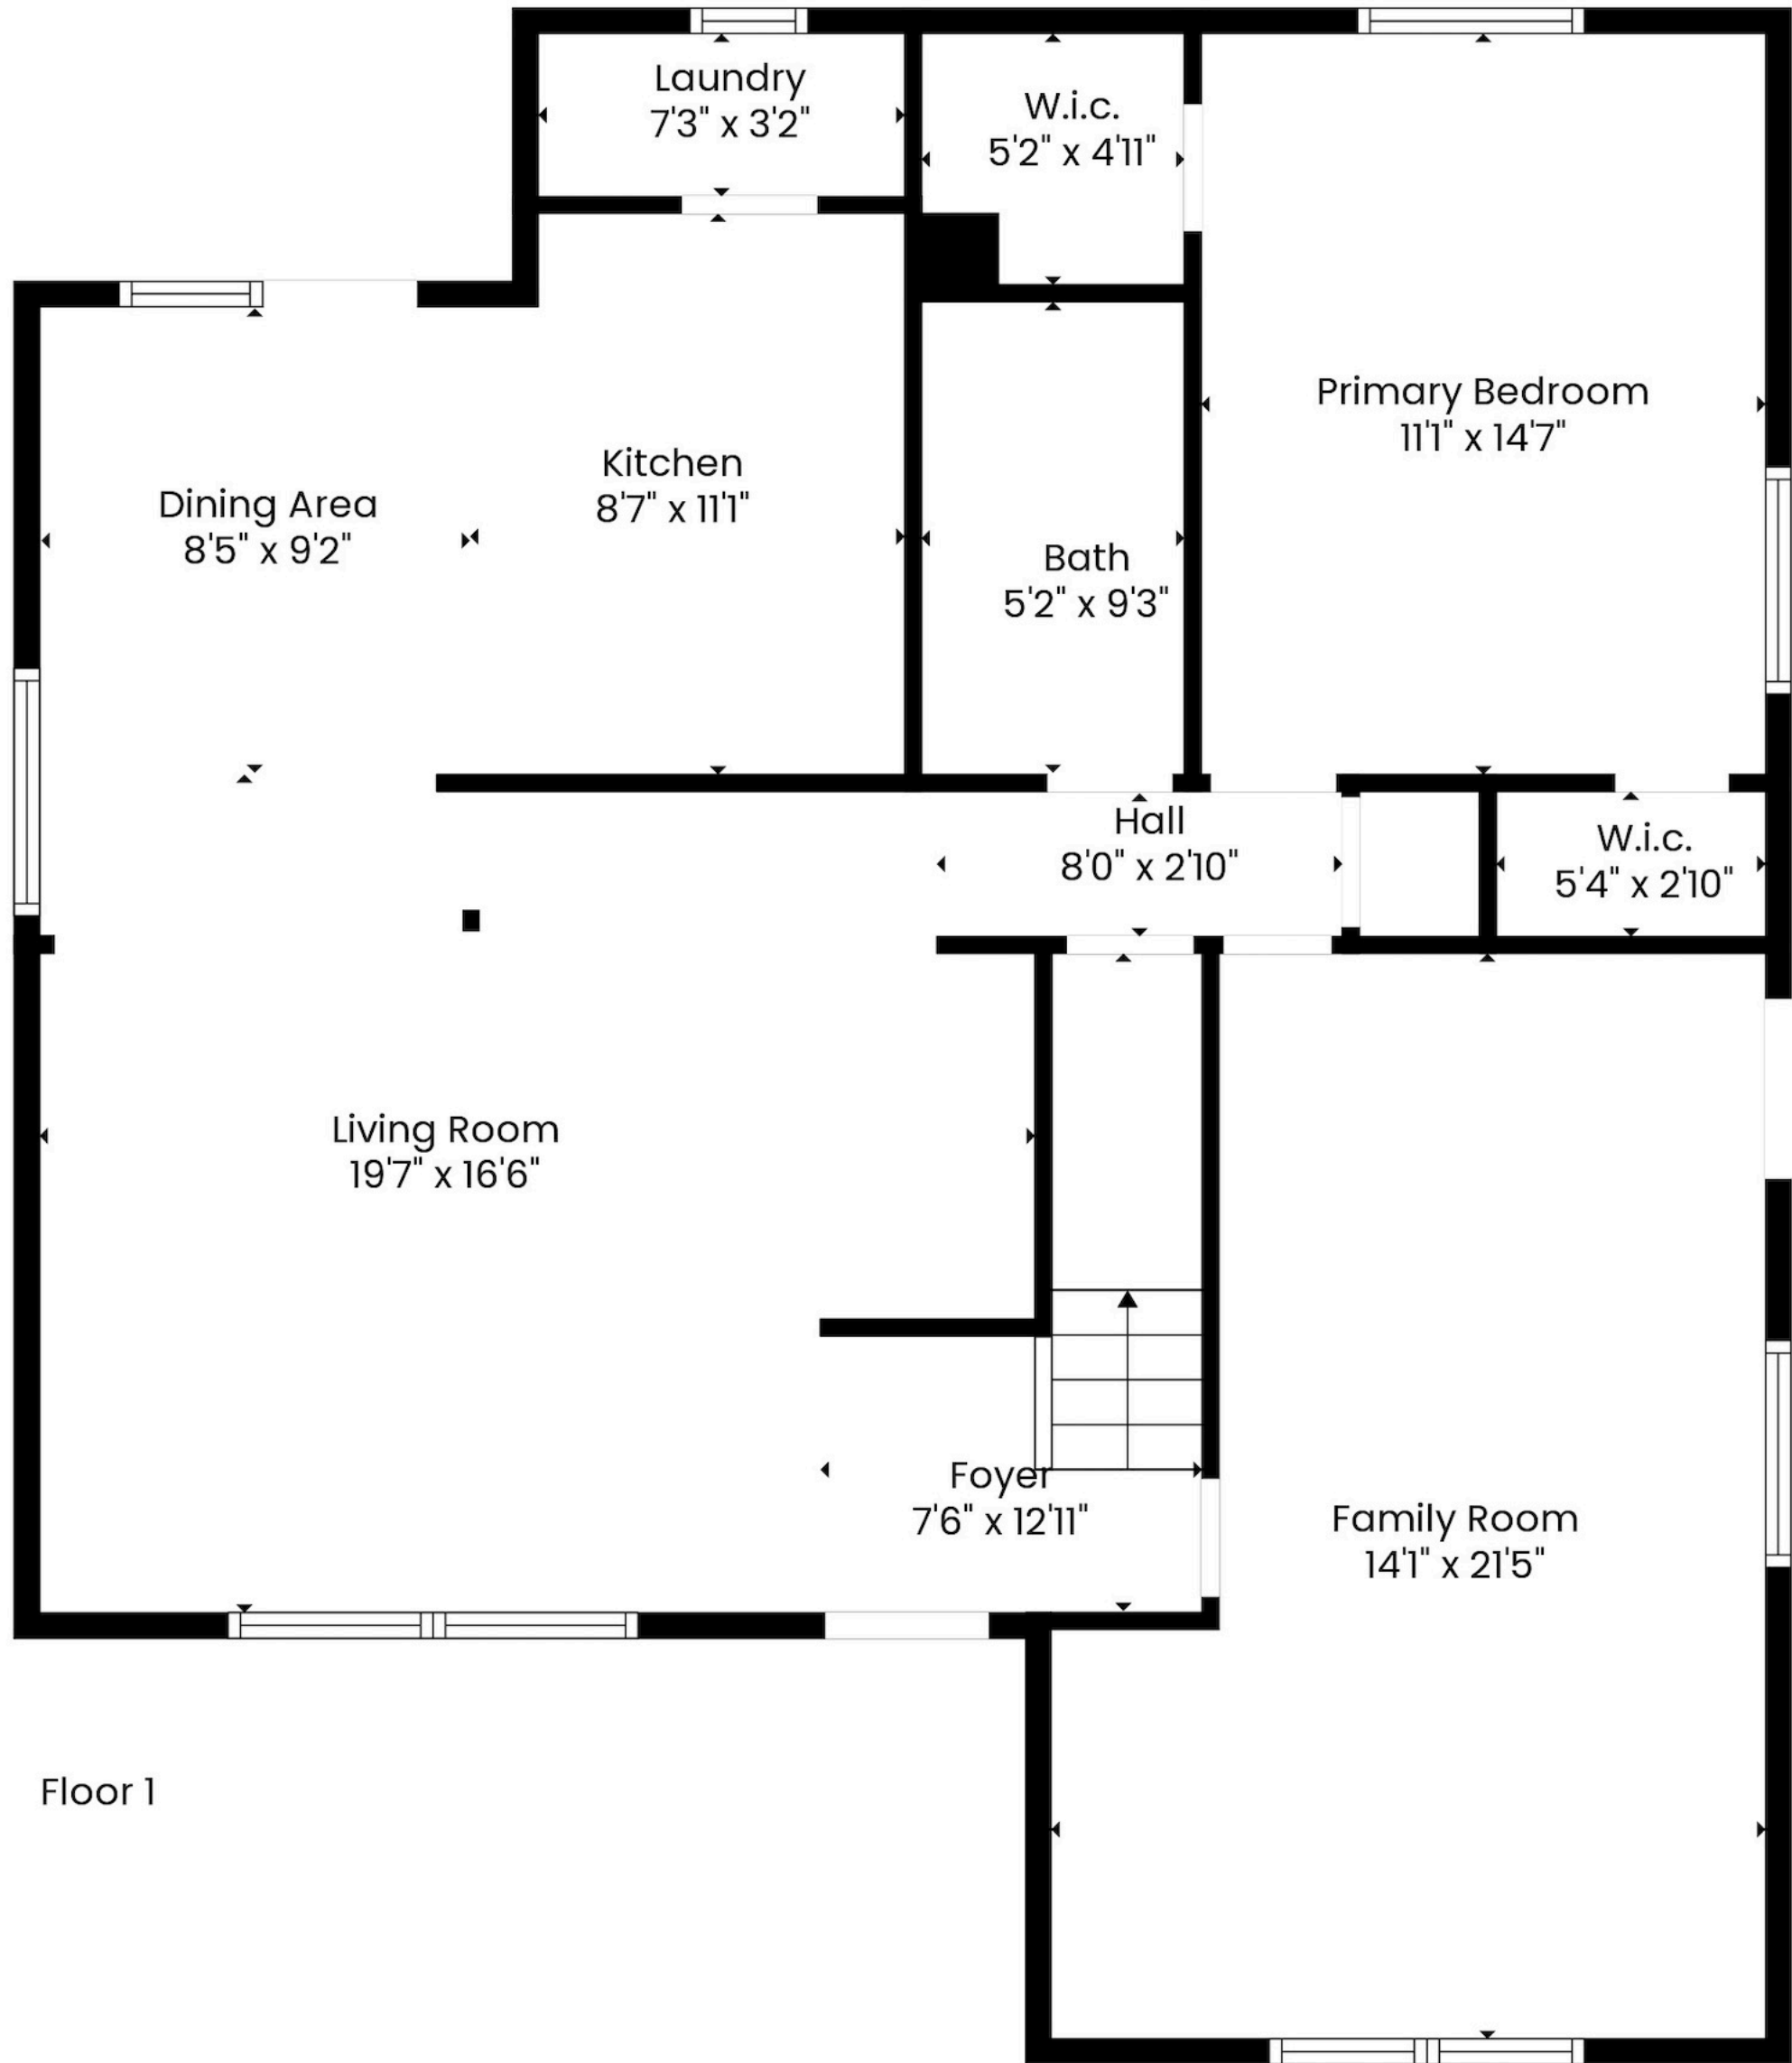 Laundry
7'3" x 3'2"
W.i.c.
5'2" x 4'11"
Primary Bedroom
11'1" x 14'7"
Kitchen
8'7" x 11'1"
Dining Area
8'5" x 9'2"
Bath
5'2" x 9'3"
Hall
8'0" x 2'10"
W.i.c.
5'4" x 2'10"
Living Room
19'7" x 16'6"
Foyer
7'6" x 12'11"
Family Room
14'1" x 21'5"
Floor 1